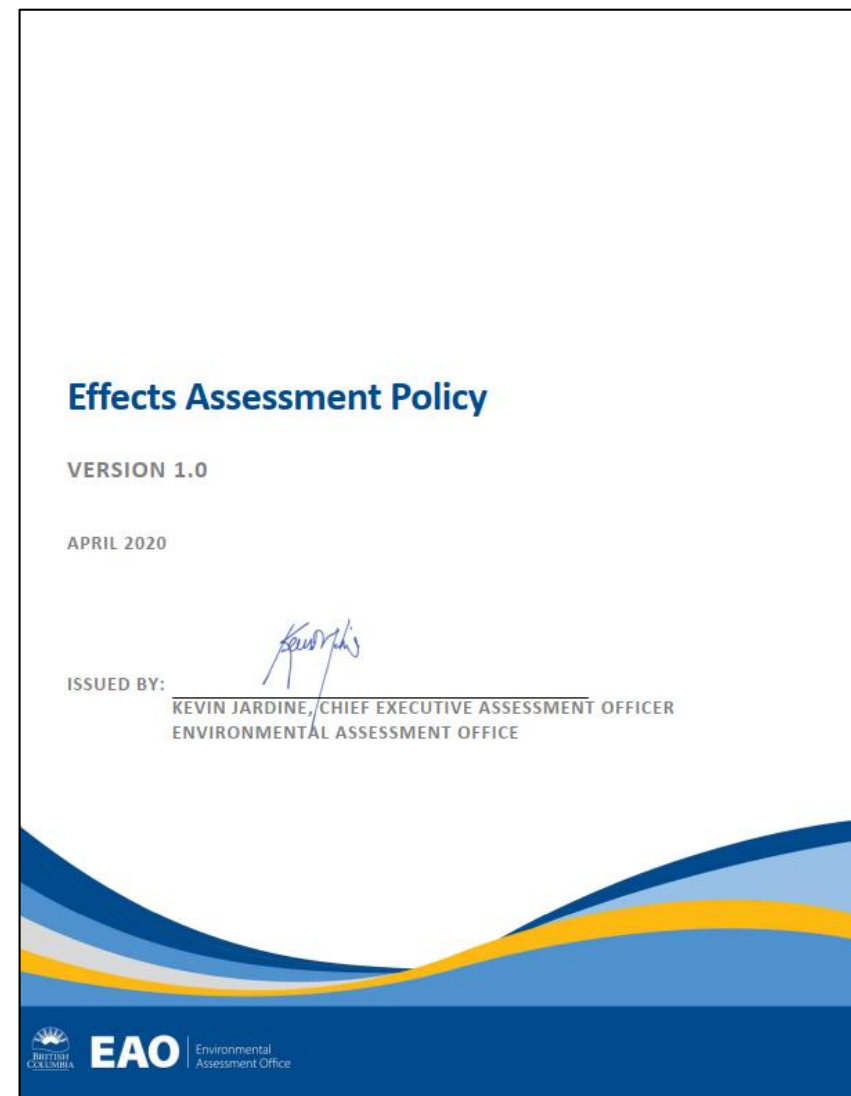 Effects Assessment Policy
VERSION 1.0
APRIL 2020
ISSUED BY:
KEVIN JARDINE, CHIEF EXECUTIVE ASSESSMENT OFFICER
ENVIRONMENTAL ASSESSMENT OFFICE
BRITISH
COLUMBIA
EAO
Environmental
Assessment Office